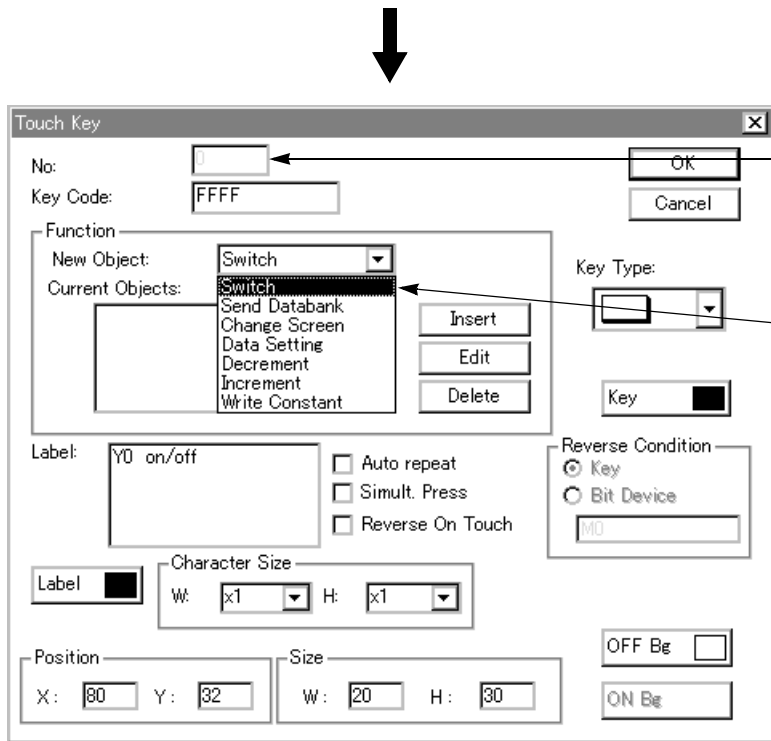 Touch Key
No: 0 OK
Key Code: FFFF Cancel
Function
New Object: Switch Key Type:
Current Objects: Switch
Send Databank
Change Screen Insert
Data Setting
Decrement Edit
Increment
Write Constant Delete Key
Label: Y0 on/off Auto repeat Reverse Condition
Key
Simult. Press Bit Device
Reverse On Touch M0
Character Size
Label W: x1 H: x1
OFF Bg
Position Size
X: 80 Y: 32 W: 20 H: 30 ON Bg